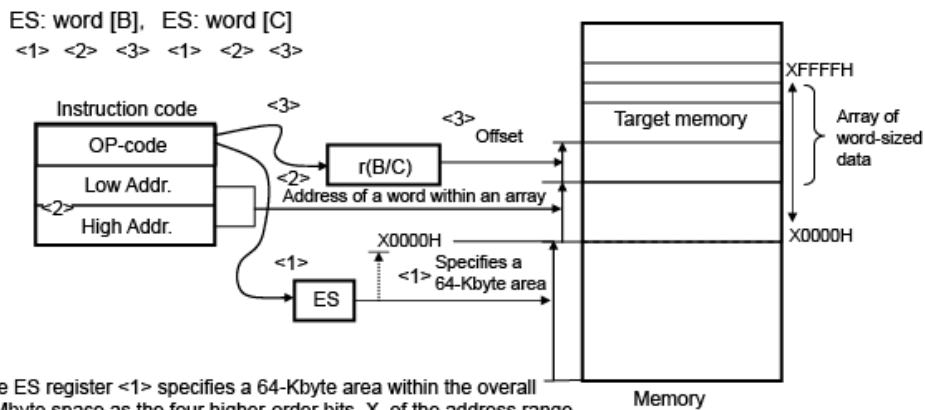 ES: word [B], ES: word [C]
<1> <2> <3> <1> <2> <3>
Instruction code
OP-code
Low Addr.
<2>
High Addr.
<3>
r(B/C)
<3>
Offset
<2>
Address of a word within an array
<1>
ES
X0000H
<1> Specifies a
64-Kbyte area
Target memory
XFFFFH
Array of
word-sized
data
X0000H
Memory
e ES register <1> specifies a 64-Kbyte area within the overall
Mbyte space as the four higher-order bits, X, of the address range